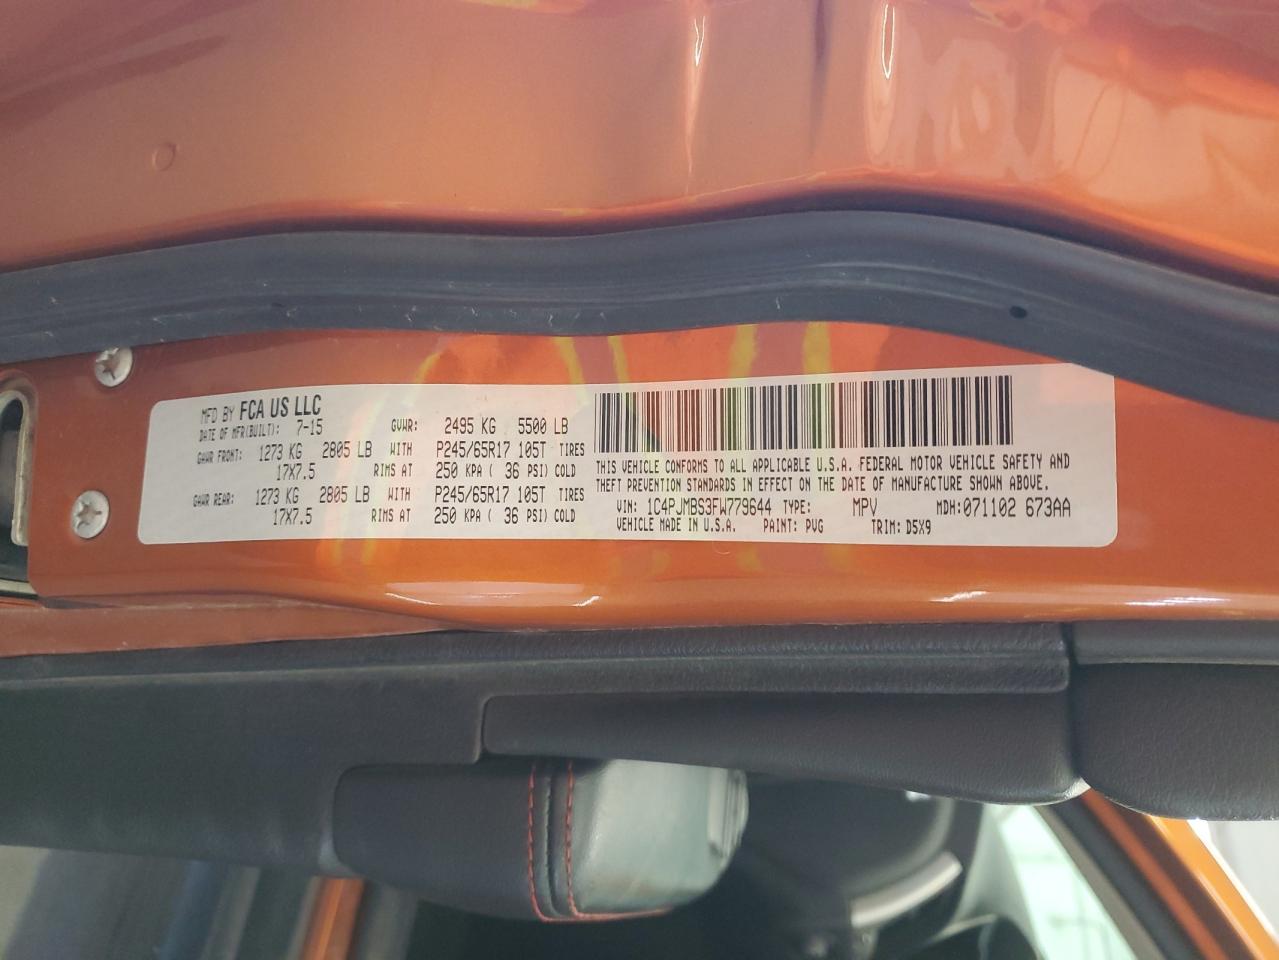 MFD BY FCA US LLC
DATE OF MFR(BUILT): 7-15 GVWR: 2495 KG 5500 LB
GAWR FRONT: 1273 KG 2805 LB WITH P245/65R17 105T TIRES
17X7.5 RIMS AT 250 KPA ( 36 PSI) COLD
GAWR REAR: 1273 KG 2805 LB WITH P245/65R17 105T TIRES
17X7.5 RIMS AT 250 KPA ( 36 PSI) COLD
THIS VEHICLE CONFORMS TO ALL APPLICABLE U.S.A. FEDERAL MOTOR VEHICLE SAFETY AND
THEFT PREVENTION STANDARDS IN EFFECT ON THE DATE OF MANUFACTURE SHOWN ABOVE.
VIN: 1C4PJMBS3FW779644 TYPE: MPV MDH:071102 673AA
VEHICLE MADE IN U.S.A. PAINT: PVG TRIM: D5X9